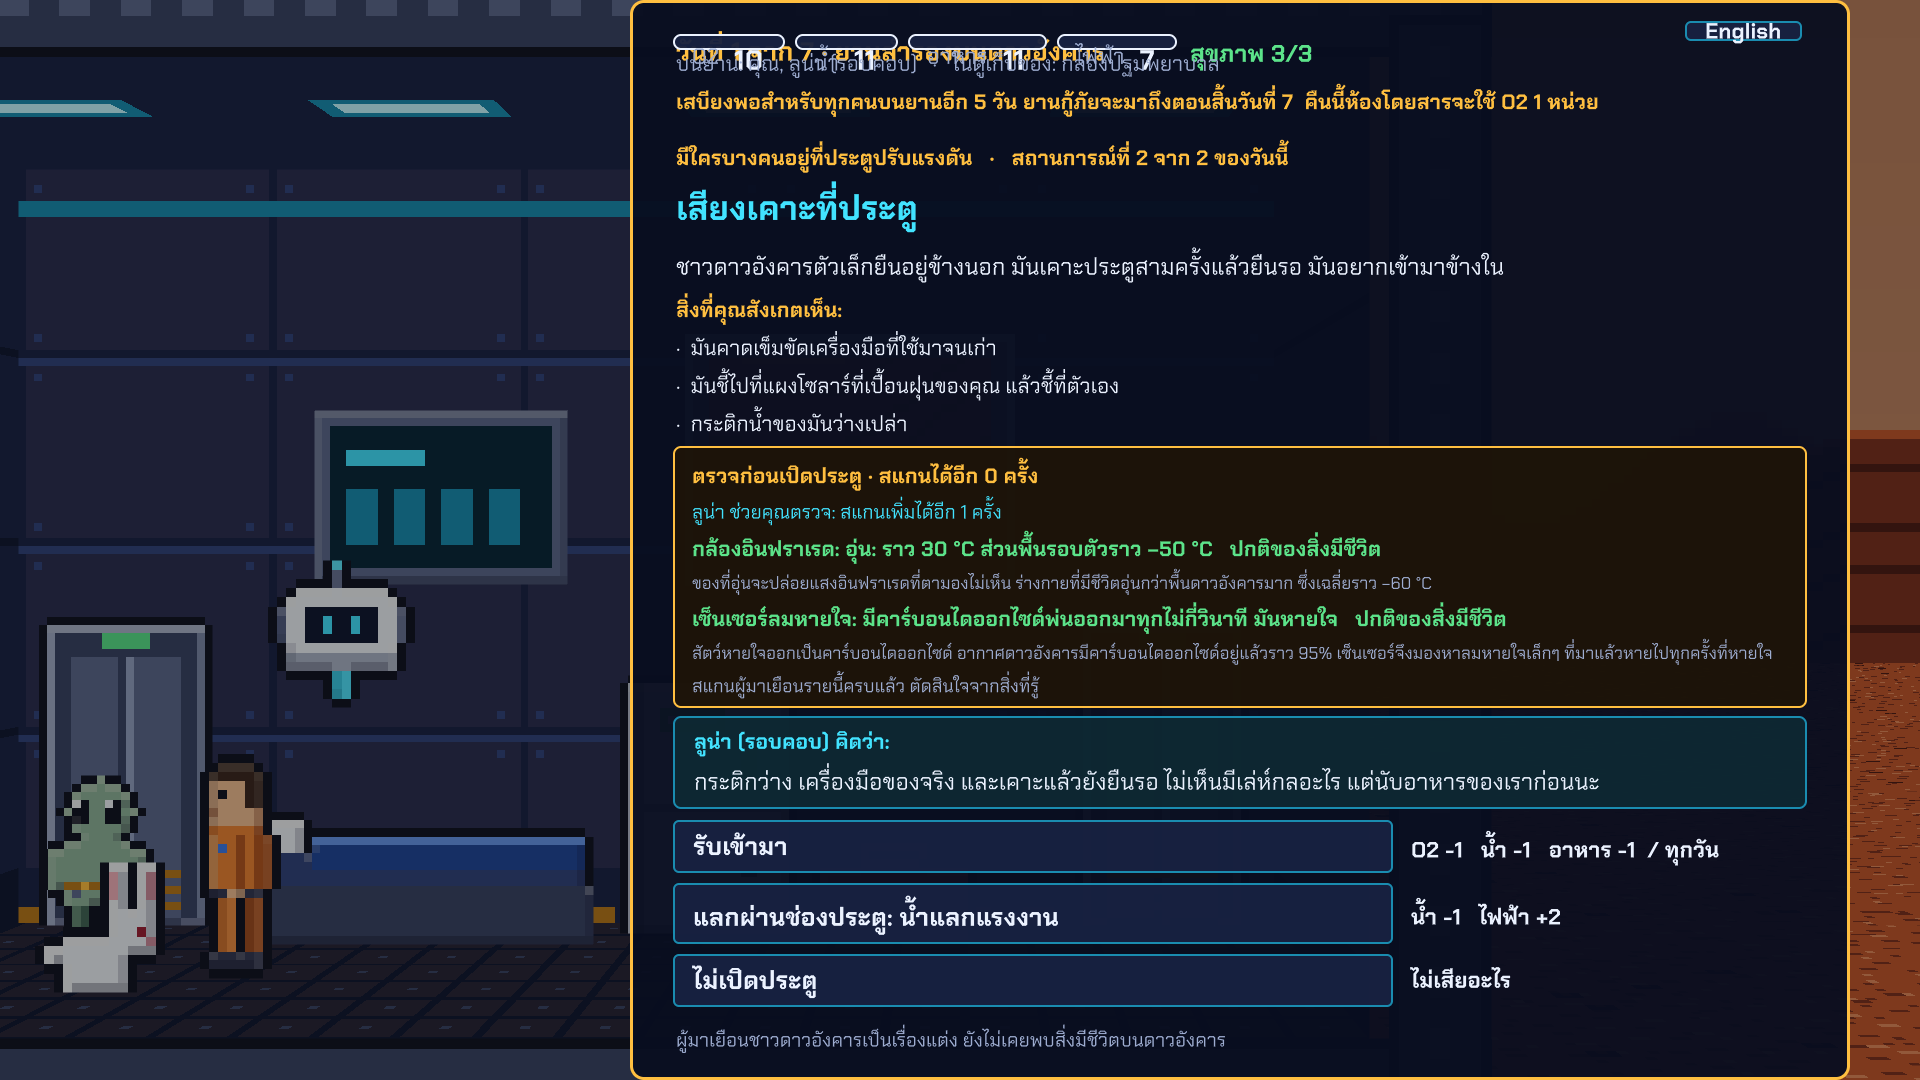 English
วันที่
10
11
11
7
สุขภาพ 3/3
เสบียงพอสำหรับทุกคนบนยานอีก 5 วัน ยานกู้ภัยจะมาถึงตอนสิ้นวันที่ 7 คืนนี้ห้องโดยสารจะใช้ O2 1 หน่วย
มีใครบางคนอยู่ที่ประตูปรับแรงดัน · สถานการณ์ที่ 2 จาก 2 ของวันนี้
เสียงเคาะที่ประตู
ชาวดาวอังคารตัวเล็กยืนอยู่ข้างนอก มันเคาะประตูสามครั้งแล้วยืนรอ มันอยากเข้ามาข้างใน
สิ่งที่คุณสังเกตเห็น:
· มันคาดเข็มขัดเครื่องมือที่ใช้มาจนเก่า
· มันชี้ไปที่แผงโซลาร์ที่เปื้อนฝุ่นของคุณ แล้วชี้ที่ตัวเอง
· กระติกน้ำของมันว่างเปล่า
ตรวจก่อนเปิดประตู · สแกนได้อีก 0 ครั้ง
ลูน่า ช่วยคุณตรวจ: สแกนเพิ่มได้อีก 1 ครั้ง
กล้องอินฟราเรด: อุ่น: ราว 30 °C ส่วนพื้นรอบตัวราว –50 °C ปกติของสิ่งมีชีวิต
ของที่อุ่นจะปล่อยแสงอินฟราเรดที่ตามองไม่เห็น ร่างกายที่มีชีวิตอุ่นกว่าพื้นดาวอังคารมาก ซึ่งเฉลี่ยราว –60 °C
เซ็นเซอร์ลมหายใจ: มีคาร์บอนไดออกไซด์พ่นออกมาทุกไม่กี่วินาที มันหายใจ ปกติของสิ่งมีชีวิต
สัตว์หายใจออกเป็นคาร์บอนไดออกไซด์ อากาศดาวอังคารมีคาร์บอนไดออกไซด์อยู่แล้วราว 95% เซ็นเซอร์จึงมองหาลมหายใจเล็กๆ ที่มาแล้วหายไปทุกครั้งที่หายใจ
สแกนผู้มาเยือนรายนี้ครบแล้ว ตัดสินใจจากสิ่งที่รู้
ลูน่า (รอบคอบ) คิดว่า:
กระติกว่าง เครื่องมือของจริง และเคาะแล้วยังยืนรอ ไม่เห็นมีเล่ห์กลอะไร แต่นับอาหารของเราก่อนนะ
รับเข้ามา
O2 -1 น้ำ -1 อาหาร -1 / ทุกวัน
แลกผ่านช่องประตู: น้ำแลกแรงงาน
น้ำ -1 ไฟฟ้า +2
ไม่เปิดประตู
ไม่เสียอะไร
ผู้มาเยือนชาวดาวอังคารเป็นเรื่องแต่ง ยังไม่เคยพบสิ่งมีชีวิตบนดาวอังคาร